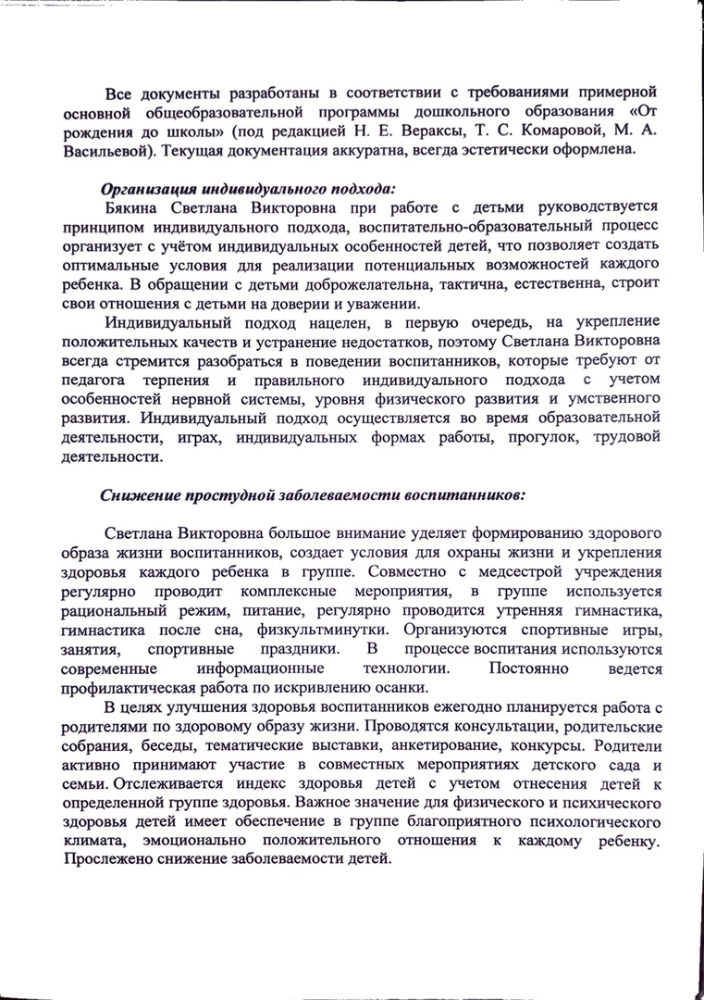 Все документы разработаны в соответствии с требованиями примерной
основной общеобразовательной программы дошкольного образования «От
рождения до школы» (под редакцией Н. Е. Вераксы, Т. С. Комаровой, М. А.
Васильевой). Текущая документация аккуратна, всегда эстетически оформлена.
Организация индивидуального подхода:
Бякина Светлана Викторовна при работе с детьми руководствуется
принципом индивидуального подхода, воспитательно-образовательный процесс
организует с учётом индивидуальных особенностей детей, что позволяет создать
оптимальные условия для реализации потенциальных возможностей каждого
ребенка. В обращении с детьми доброжелательна, тактична, естественна, строит
свои отношения с детьми на доверии и уважении.
Индивидуальный подход нацелен, в первую очередь, на укрепление
положительных качеств и устранение недостатков, поэтому Светлана Викторовна
всегда стремится разобраться в поведении воспитанников, которые требуют от
педагога терпения и правильного индивидуального подхода с учетом
особенностей нервной системы, уровня физического развития и умственного
развития. Индивидуальный подход осуществляется во время образовательной
деятельности, играх, индивидуальных формах работы, прогулок, трудовой
деятельности.
Снижение простудной заболеваемости воспитанников:
Светлана Викторовна большое внимание уделяет формированию здорового
образа жизни воспитанников, создает условия для охраны жизни и укрепления
здоровья каждого ребенка в группе. Совместно с медсестрой учреждения
регулярно проводит комплексные мероприятия, в группе используется
рациональный режим, питание, регулярно проводится утренняя гимнастика,
гимнастика после сна, физкультминутки. Организуются спортивные игры,
занятия, спортивные праздники. В процессе воспитания используются
современные информационные технологии. Постоянно ведется
профилактическая работа по искривлению осанки.
В целях улучшения здоровья воспитанников ежегодно планируется работа с
родителями по здоровому образу жизни. Проводятся консультации, родительские
собрания, беседы, тематические выставки, анкетирование, конкурсы. Родители
активно принимают участие в совместных мероприятиях детского сада и
семьи. Отслеживается индекс здоровья детей с учетом отнесения детей к
определенной группе здоровья. Важное значение для физического и психического
здоровья детей имеет обеспечение в группе благоприятного психологического
климата, эмоционально положительного отношения к каждому ребенку.
Прослежено снижение заболеваемости детей.